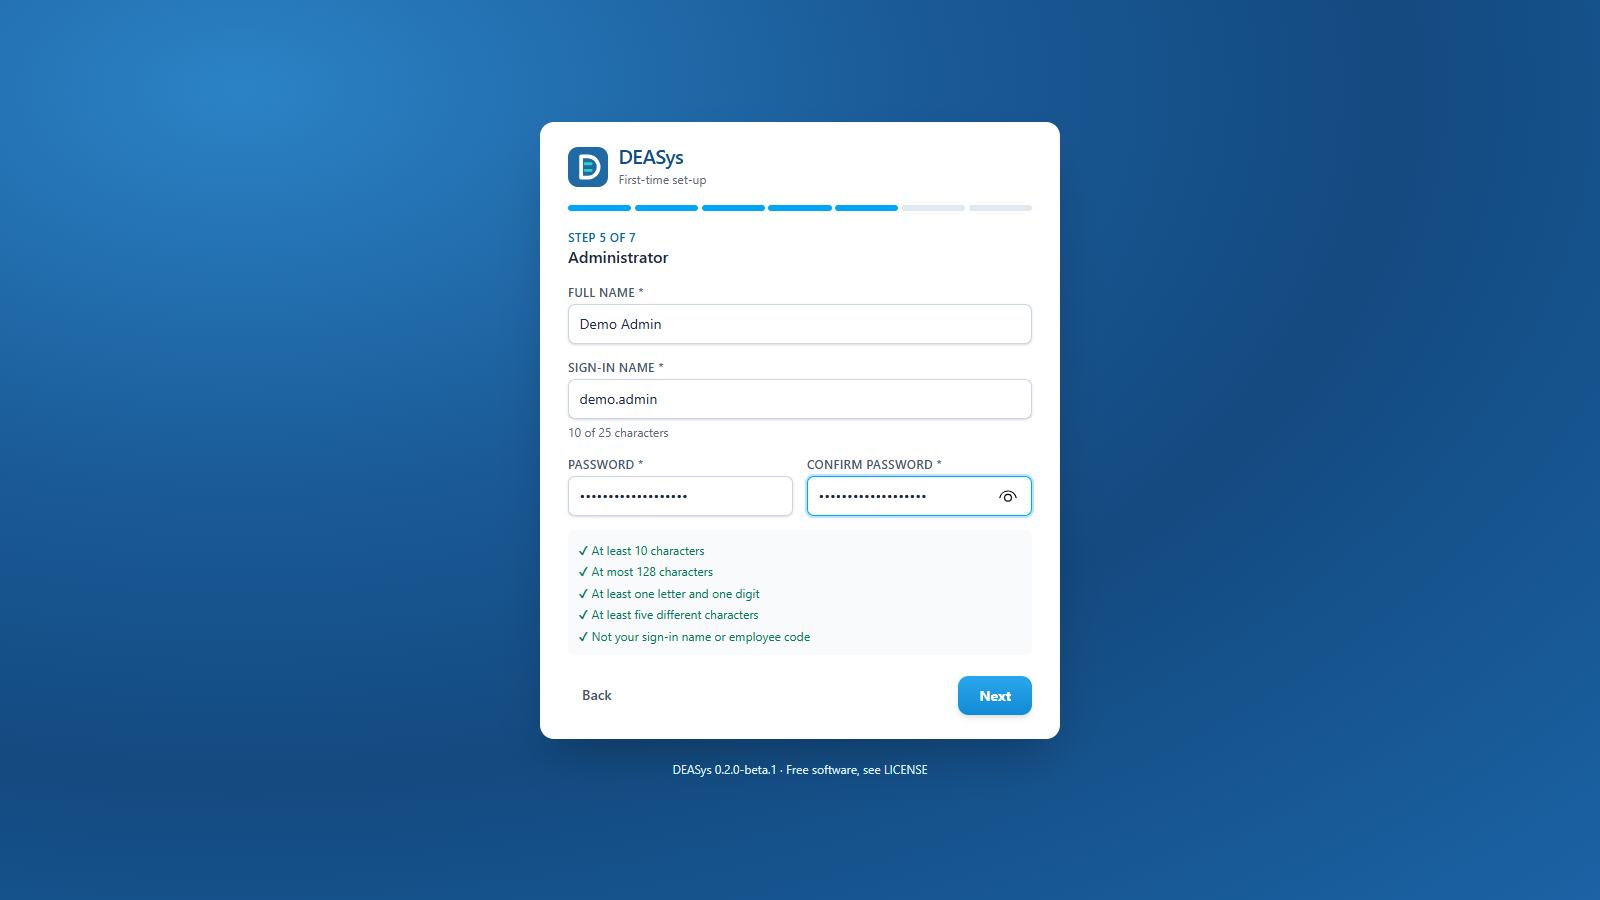 DEASys
First-time set-up
STEP 5 OF 7
Administrator
FULL NAME *
Demo Admin
SIGN-IN NAME *
demo.admin
10 of 25 characters
PASSWORD *
CONFIRM PASSWORD *
•••••••••••••••••••
•••••••••••••••••••
✓ At least 10 characters
✓ At most 128 characters
✓ At least one letter and one digit
✓ At least five different characters
✓ Not your sign-in name or employee code
Back
Next
DEASys 0.2.0-beta.1 · Free software, see LICENSE